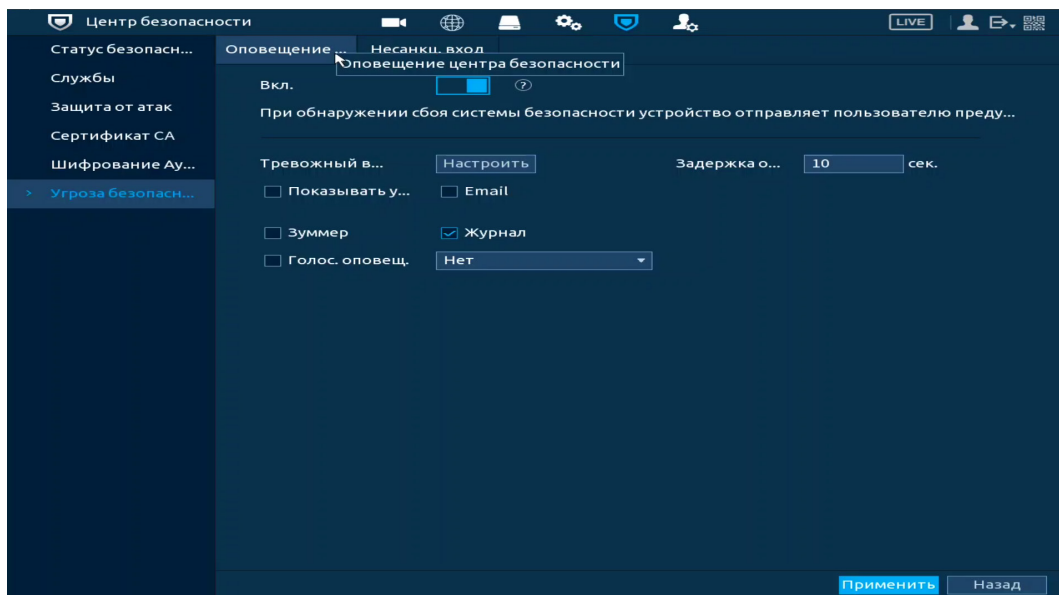 Центр безопасности
LIVE
Статус безопасн...
Службы
Защита от атак
Сертификат CA
Шифрование Ау...
> Угроза безопасн...
Оповещение ... Несанкц. вход
Оповещение центра безопасности
Вкл.
?
При обнаружении сбоя системы безопасности устройство отправляет пользователю преду...
Тревожный в... Настроить Задержка о... 10 сек.
Показывать у... Email
Зуммер Журнал
Голос. оповещ. Нет
Применить Назад